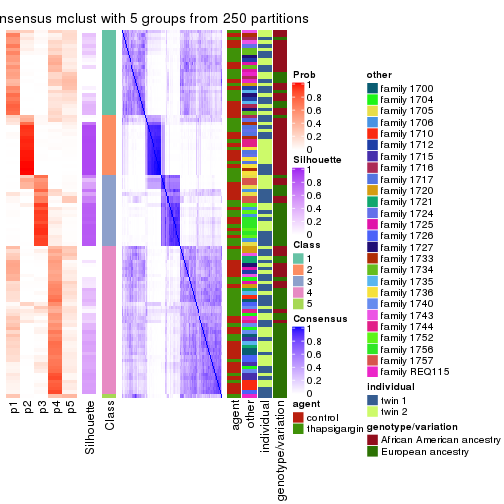 nsensus mclust with 5 groups from 250 partitions
p1
p2
p3
p4
p5
Silhouette
Class
agent
other
individual
genotype/variation
Prob
1
0.8
0.6
0.4
0.2
0
Silhouette
1
0.8
0.6
0.4
0.2
0
Class
1
2
3
4
5
Consensus
1
0.8
0.6
0.4
0.2
0
agent
control
thapsigargin
other
family 1700
family 1704
family 1705
family 1706
family 1710
family 1712
family 1715
family 1716
family 1717
family 1720
family 1721
family 1724
family 1725
family 1726
family 1727
family 1733
family 1734
family 1735
family 1736
family 1740
family 1743
family 1744
family 1752
family 1756
family 1757
family REQ115
individual
twin 1
twin 2
genotype/variation
African American ancestry
European ancestry